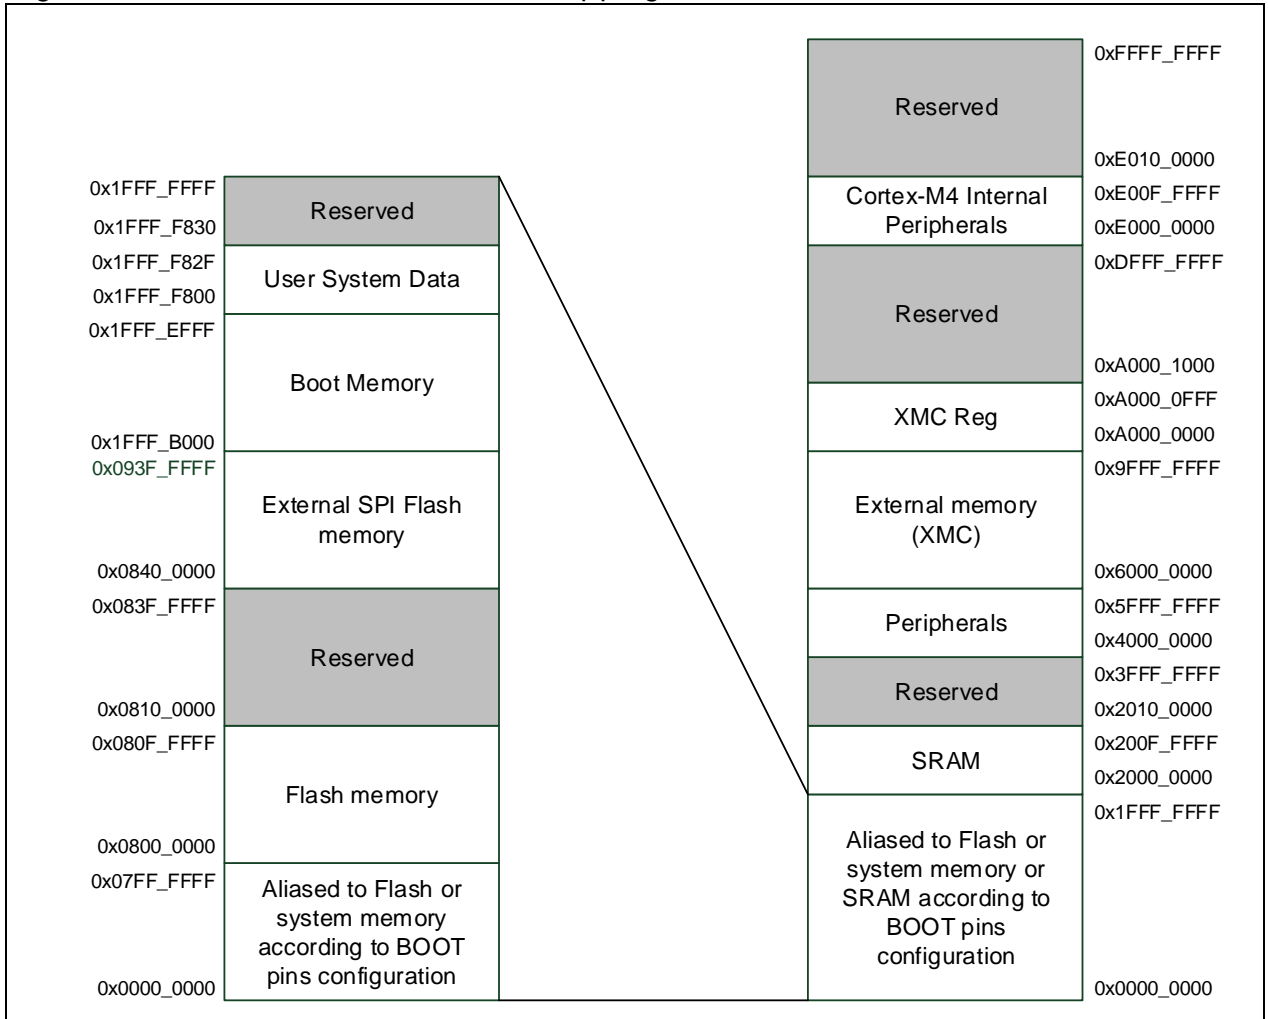 0x1FFF_FFFF
Reserved
0x1FFF_F830
0x1FFF_F82F
User System Data
0x1FFF_F800
0x1FFF_EFFF
Boot Memory
0x1FFF_B000
0x093F_FFFF
External SPI Flash
memory
0x0840_0000
0x083F_FFFF
Reserved
0x0810_0000
0x080F_FFFF
Flash memory
0x0800_0000
0x07FF_FFFF
Aliased to Flash or
system memory
according to BOOT
pins configuration
0x0000_0000
0xFFFF_FFFF
Reserved
0xE010_0000
Cortex-M4 Internal
Peripherals
0xE00F_FFFF
0xE000_0000
0xDFFF_FFFF
Reserved
0xA000_1000
0xA000_0FFF
XMC Reg
0xA000_0000
0x9FFF_FFFF
External memory
(XMC)
0x6000_0000
0x5FFF_FFFF
Peripherals
0x4000_0000
0x3FFF_FFFF
Reserved
0x2010_0000
0x200F_FFFF
SRAM
0x2000_0000
0x1FFF_FFFF
Aliased to Flash or
system memory or
SRAM according to
BOOT pins
configuration
0x0000_0000